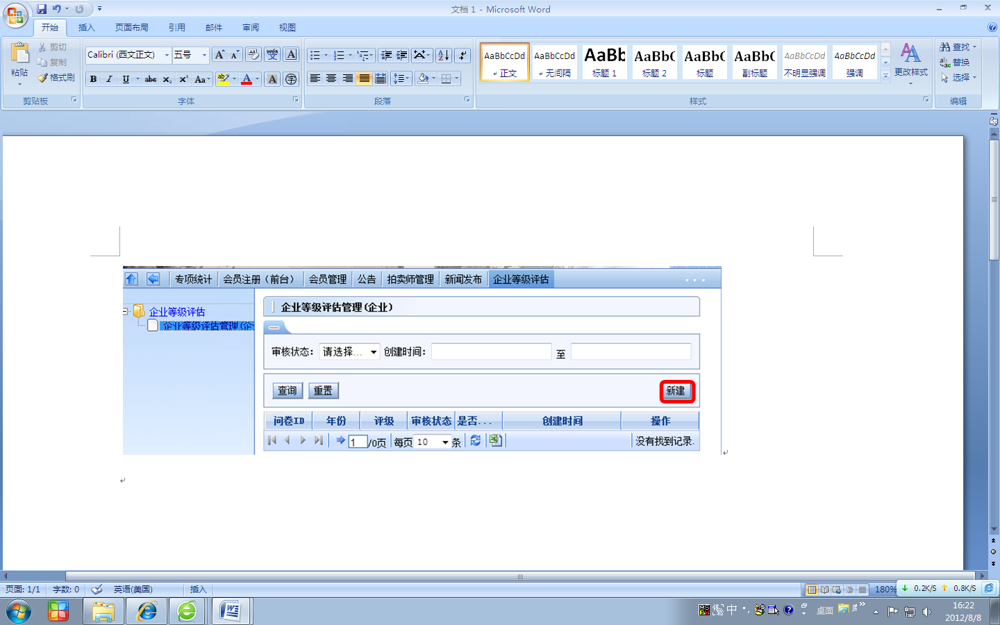 文档 1 - Microsoft Word
开始 插入 页面布局 引用 邮件 审阅 视图
粘贴 剪切 复制 格式刷
剪贴板
Calibri (西文正文) 五号
B I U abc x₂ x² Aa
字体
段落
AaBbCcDd AaBbCcDd AaBb AaBbC AaBbC AaBbC AaBbCcDd AaBbCcDd
正文 无间隔 标题 1 标题 2 标题 副标题 不明显强调 强调
更改样式
样式
查找
替换
选择
编辑
专项统计 会员注册（前台） 会员管理 公告 拍卖师管理 新闻发布 企业等级评估
企业等级评估
企业等级评估管理(企
企业等级评估管理(企业)
审核状态: 请选择... 创建时间: 至
查询 重置 新建
问卷ID 年份 评级 审核状态 是否... 创建时间 操作
1 /0页 每页 10 条 没有找到记录.
页面: 1/1 字数: 0 英语(美国) 插入 180% 0.2K/S 0.8K/S
中 桌面 16:22
2012/8/8